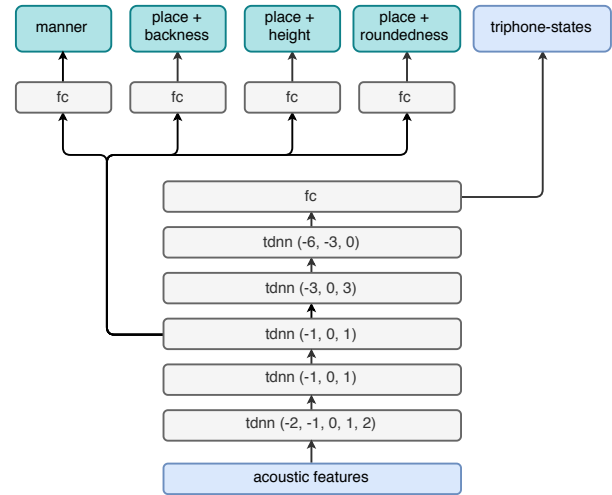 manner
place +
backness
place +
height
place +
roundedness
triphone-states
fc
fc
fc
fc
fc
tdnn (-6, -3, 0)
tdnn (-3, 0, 3)
tdnn (-1, 0, 1)
tdnn (-1, 0, 1)
tdnn (-2, -1, 0, 1, 2)
acoustic features